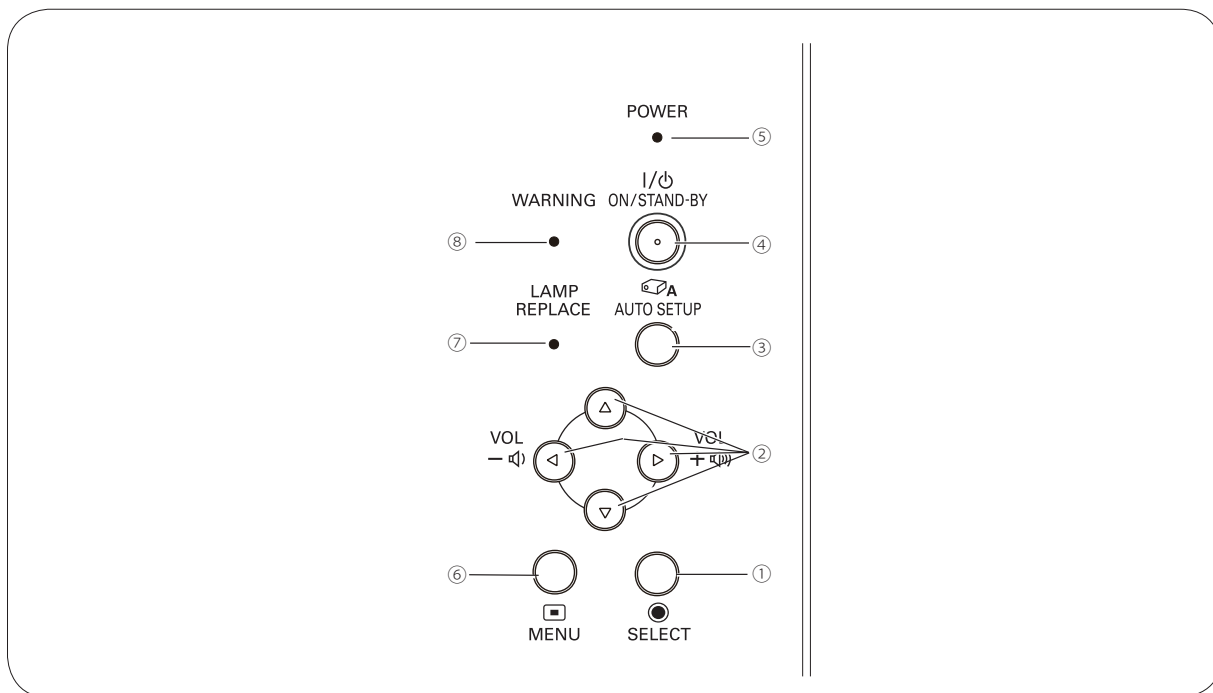 POWER
⑤
I/⏻
WARNING ON/STAND-BY
⑧
④
LAMP
REPLACE
A
AUTO SETUP
⑦
③
VOL
−
VOL
+
②
⑥
①
MENU
SELECT